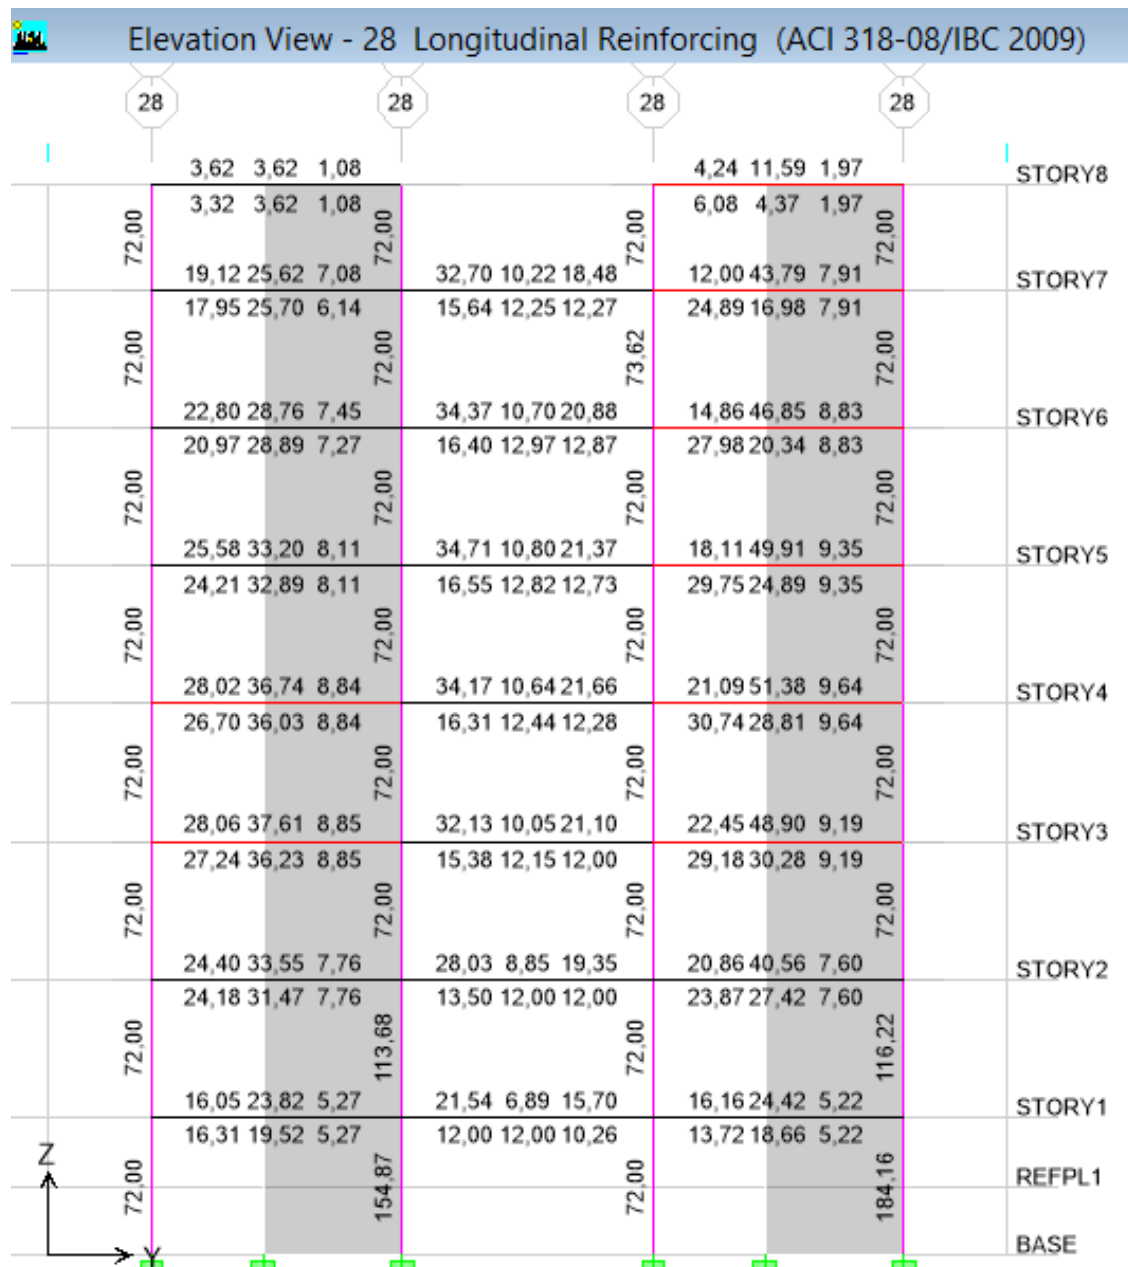 Elevation View - 28 Longitudinal Reinforcing (ACI 318-08/IBC 2009)
28 28 28 28
3,62 3,62 1,08 4,24 11,59 1,97 STORY8
3,32 3,62 1,08 6,08 4,37 1,97
72,00 72,00 72,00 72,00
19,12 25,62 7,08 32,70 10,22 18,48 12,00 43,79 7,91 STORY7
17,95 25,70 6,14 15,64 12,25 12,27 24,89 16,98 7,91
72,00 72,00 73,62 72,00
22,80 28,76 7,45 34,37 10,70 20,88 14,86 46,85 8,83 STORY6
20,97 28,89 7,27 16,40 12,97 12,87 27,98 20,34 8,83
72,00 72,00 72,00 72,00
25,58 33,20 8,11 34,71 10,80 21,37 18,11 49,91 9,35 STORY5
24,21 32,89 8,11 16,55 12,82 12,73 29,75 24,89 9,35
72,00 72,00 72,00 72,00
28,02 36,74 8,84 34,17 10,64 21,66 21,09 51,38 9,64 STORY4
26,70 36,03 8,84 16,31 12,44 12,28 30,74 28,81 9,64
72,00 72,00 72,00 72,00
28,06 37,61 8,85 32,13 10,05 21,10 22,45 48,90 9,19 STORY3
27,24 36,23 8,85 15,38 12,15 12,00 29,18 30,28 9,19
72,00 72,00 72,00 72,00
24,40 33,55 7,76 28,03 8,85 19,35 20,86 40,56 7,60 STORY2
24,18 31,47 7,76 13,50 12,00 12,00 23,87 27,42 7,60
72,00 113,68 72,00 116,22
16,05 23,82 5,27 21,54 6,89 15,70 16,16 24,42 5,22 STORY1
16,31 19,52 5,27 12,00 12,00 10,26 13,72 18,66 5,22
Z
72,00 154,87 72,00 184,16 REFPL1
Y BASE